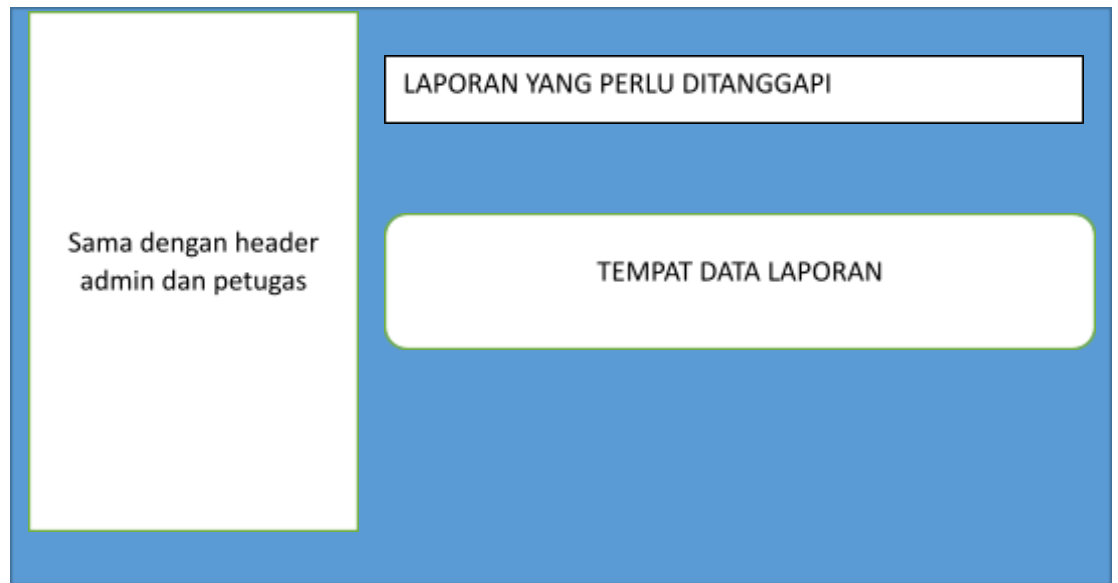 LAPORAN YANG PERLU DITANGGAPI
Sama dengan header
admin dan petugas
TEMPAT DATA LAPORAN